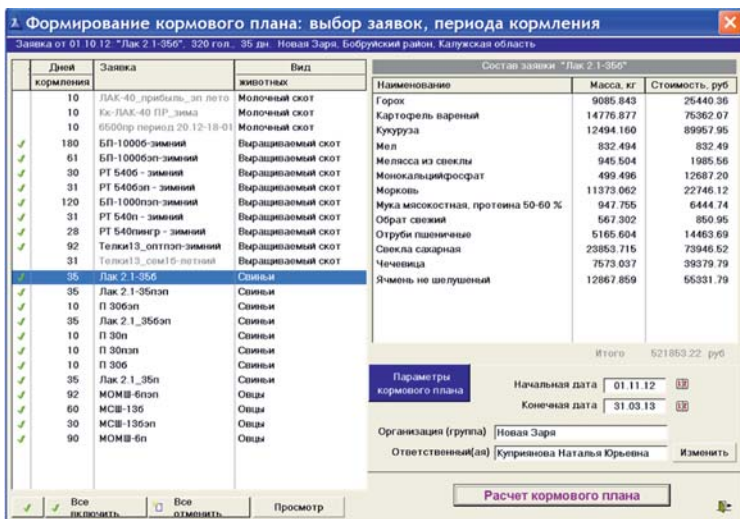 Формирование кормового плана: выбор заявок, периода кормления
Заявка от 01.10.12: "Лак 2.1-35б", 320 гол., 35 дн. Новая Заря, Бобруйский район, Калужская область
Дней кормления Заявка Вид животных
10 ЛАК-40_прибыль_зп лето Молочный скот
10 Кк-ЛАК-40 ПР_зима Молочный скот
10 6500пр период 20.12-18-01 Молочный скот
180 БП-1000б-зимний Выращиваемый скот
61 БП-1000бэп-зимний Выращиваемый скот
30 РТ 540б - зимний Выращиваемый скот
31 РТ 540бэп - зимний Выращиваемый скот
120 БП-1000пэп-зимний Выращиваемый скот
31 РТ 540п - зимний Выращиваемый скот
28 РТ 540пингр - зимний Выращиваемый скот
92 Телки13_оптпэп-зимний Выращиваемый скот
31 Телки13_сем16-летний Выращиваемый скот
35 Лак 2.1-35б Свиньи
35 Лак 2.1-35пэп Свиньи
10 П 30бэп Свиньи
35 Лак 2.1_35бэп Свиньи
10 П 30п Свиньи
10 П 30пэп Свиньи
10 П 30б Свиньи
35 Лак 2.1_35п Свиньи
92 МОМШ-6пэп Овцы
60 МСШ-13б Овцы
30 МСШ-13бэп Овцы
90 МОМШ-6п Овцы
Все включить
Все отменить
Просмотр
Состав заявки "Лак 2.1-35б"
Наименование Масса, кг Стоимость, руб
Горох 9085.843 25440.36
Картофель вареный 14776.877 75362.07
Кукуруза 12494.160 89957.95
Мел 832.494 832.49
Мелясса из свеклы 945.504 1985.56
Монокальцийфосфат 499.496 12687.20
Морковь 11373.062 22746.12
Мука мясокостная, протеина 50-60 % 947.755 6444.74
Обрат свежий 567.302 850.95
Отруби пшеничные 5165.604 14463.69
Свекла сахарная 23853.715 73946.52
Чечевица 7573.037 39379.79
Ячмень не шелушеный 12867.859 55331.79
Итого 521853.22 руб
Параметры кормового плана
Начальная дата 01.11.12
Конечная дата 31.03.13
Организация (группа) Новая Заря
Ответственный(ая) Куприянова Наталья Юрьевна Изменить
Расчет кормового плана